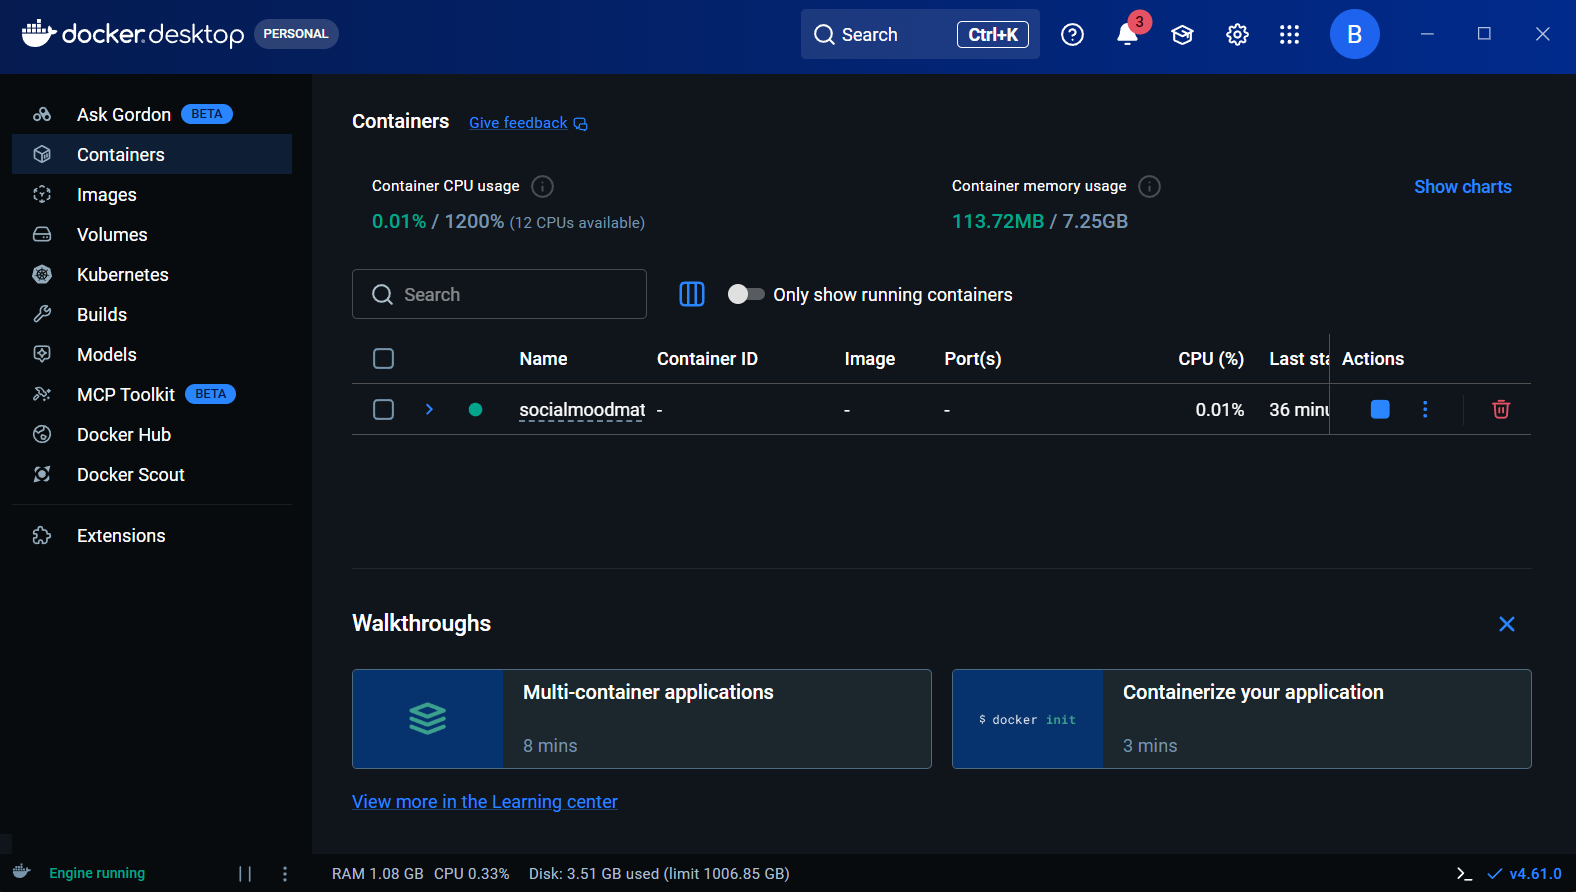 docker.desktop PERSONAL Search Ctrl+K 3 B
Ask Gordon BETA
Containers
Images
Volumes
Kubernetes
Builds
Models
MCP Toolkit BETA
Docker Hub
Docker Scout
Extensions
Containers Give feedback
Container CPU usage Container memory usage Show charts
0.01% / 1200% (12 CPUs available) 113.72MB / 7.25GB
Search Only show running containers
Name Container ID Image Port(s) CPU (%) Last sta Actions
socialmoodmat - - - 0.01% 36 minu
Walkthroughs
Multi-container applications
8 mins
$ docker init
Containerize your application
3 mins
View more in the Learning center
Engine running RAM 1.08 GB CPU 0.33% Disk: 3.51 GB used (limit 1006.85 GB) v4.61.0